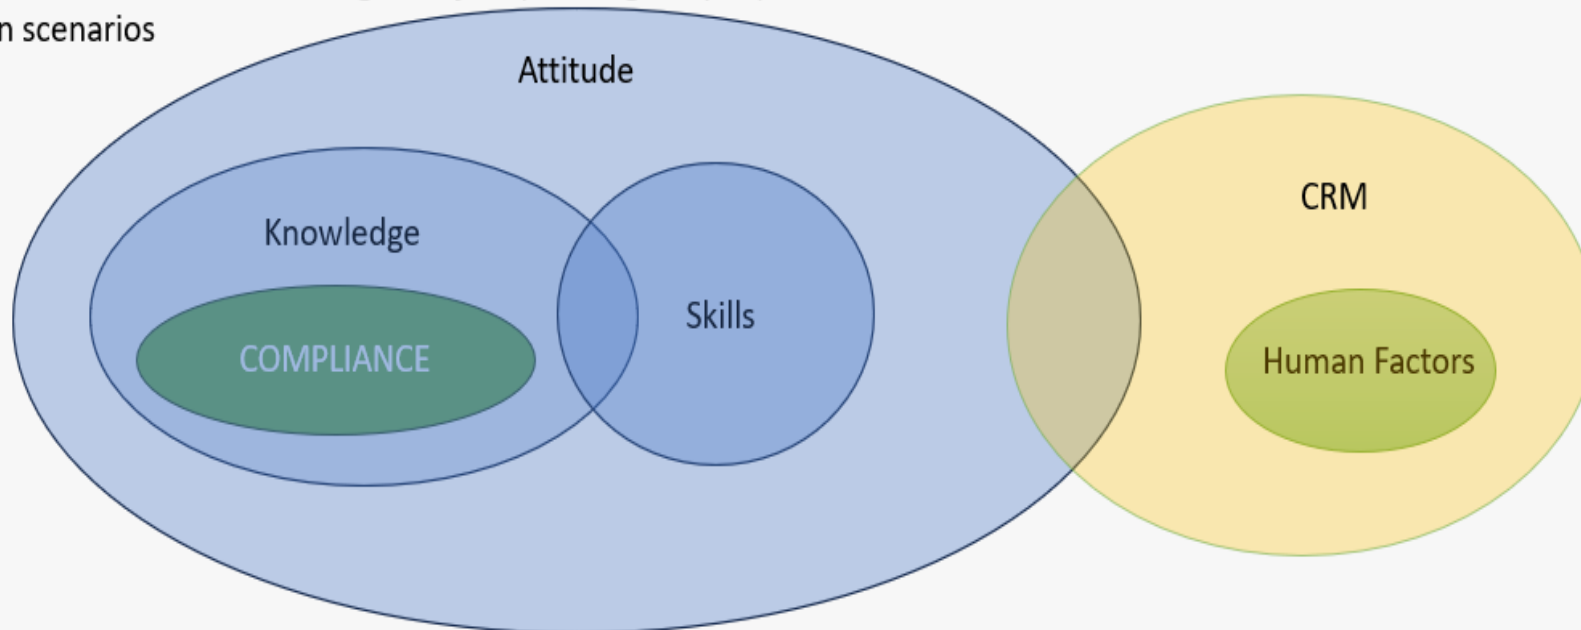 n scenarios
Attitude
CRM
Knowledge
Skills
COMPLIANCE
Human Factors